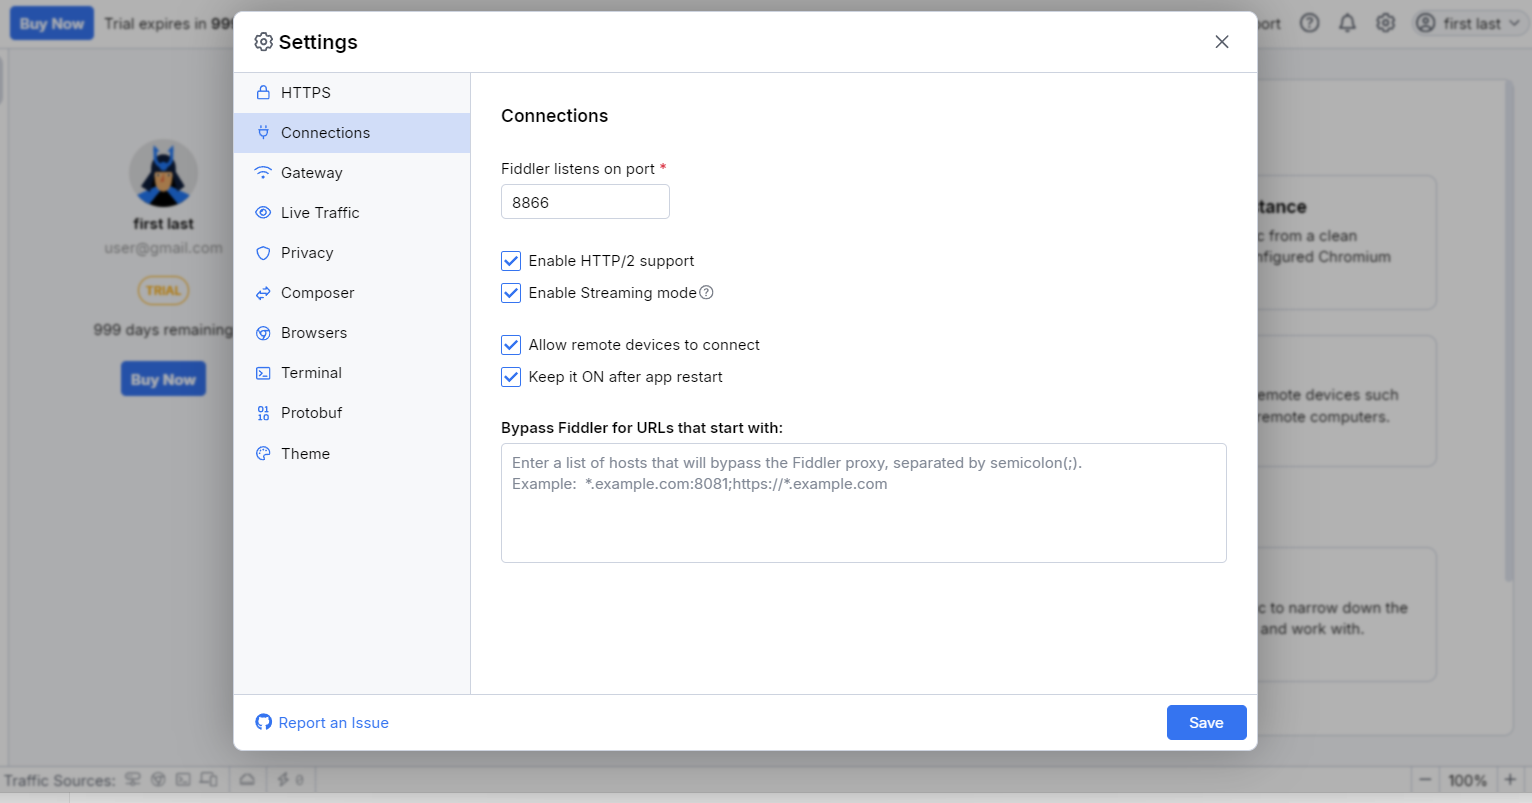 Buy Now
Trial expires in 999
ort
first last
Settings
HTTPS
Connections
Gateway
Live Traffic
Privacy
Composer
Browsers
Terminal
Protobuf
Theme
Connections
Fiddler listens on port *
8866
Enable HTTP/2 support
Enable Streaming mode
Allow remote devices to connect
Keep it ON after app restart
Bypass Fiddler for URLs that start with:
Enter a list of hosts that will bypass the Fiddler proxy, separated by semicolon(;).
Example:  *.example.com:8081;https://*.example.com
Report an Issue
Save
first last
user@gmail.com
TRIAL
999 days remaining
Buy Now
tance
c from a clean
nfigured Chromium
emote devices such
remote computers.
c to narrow down the
and work with.
Traffic Sources:
0
100%